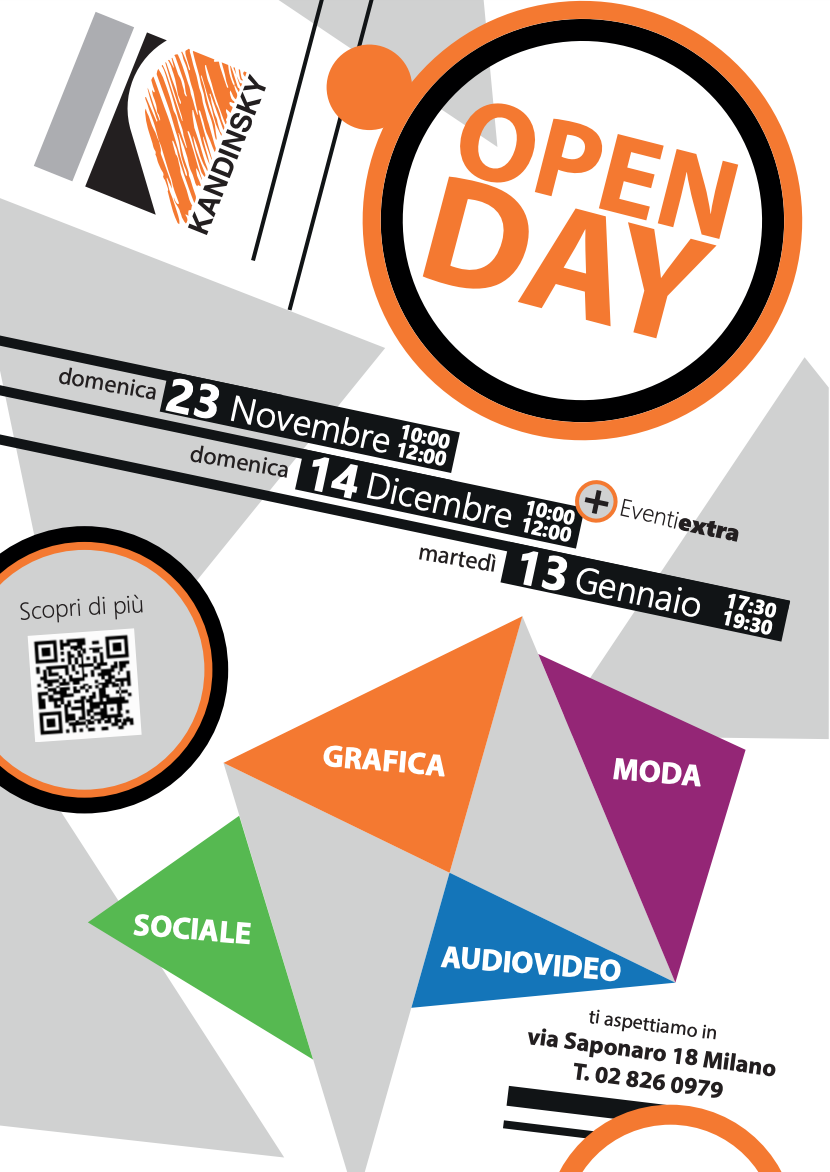 KANDINSKY
OPEN
DAY
domenica 23 Novembre 10:00
12:00
domenica 14 Dicembre 10:00
12:00
+ Eventiextra
martedì 13 Gennaio 17:30
19:30
Scopri di più
GRAFICA
MODA
SOCIALE
AUDIOVIDEO
ti aspettiamo in
via Saponaro 18 Milano
T. 02 826 0979